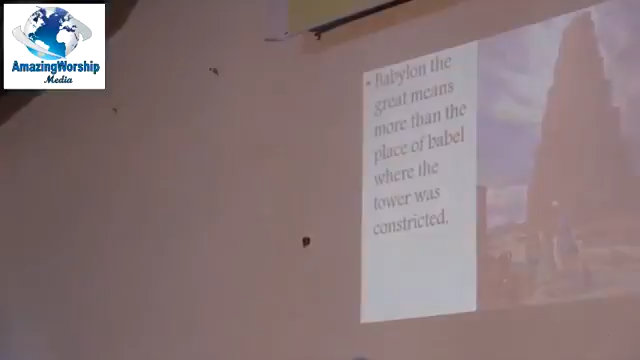 AmazingWorship
Media
• Babylon the
great means
more than the
place of babel
where the
tower was
constricted.